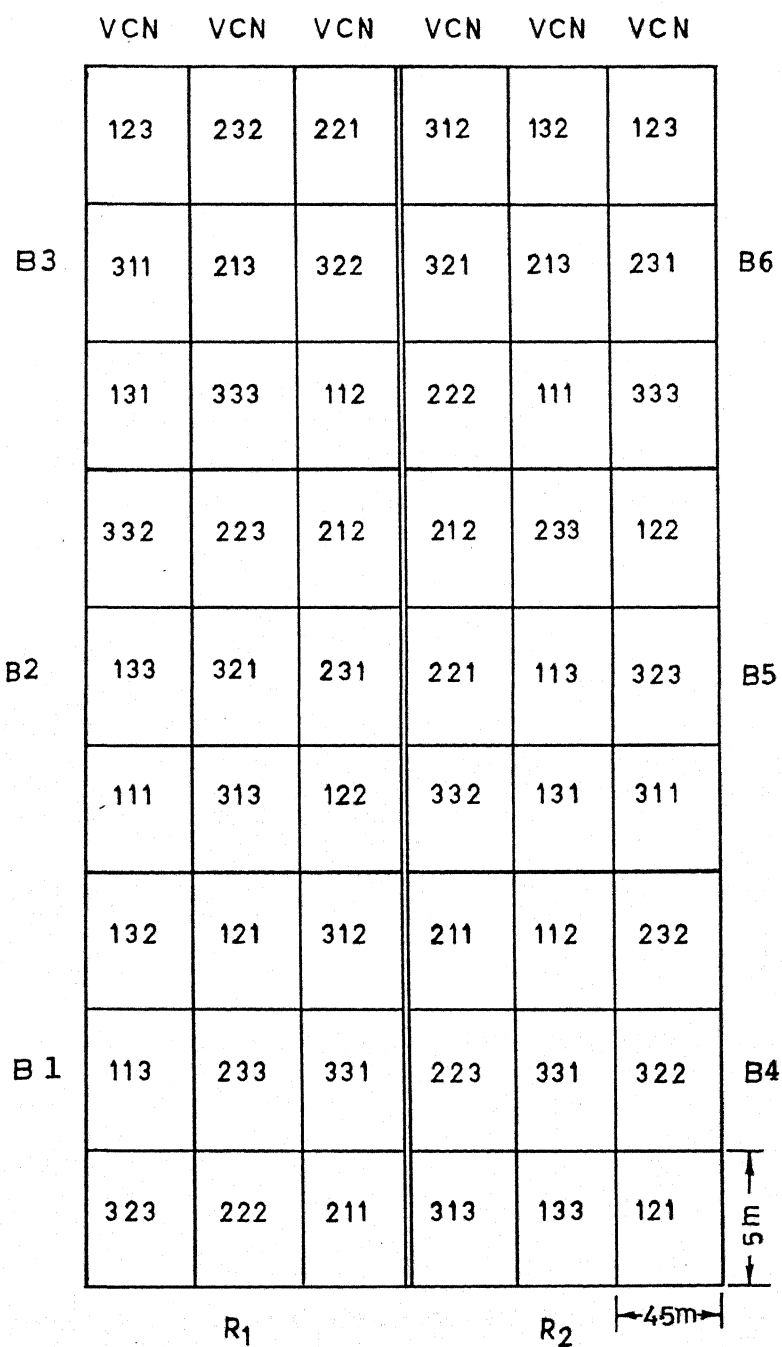 VCN VCN VCN VCN VCN VCN
123 232 221 312 132 123
B3 311 213 322 321 213 231 B6
131 333 112 222 111 333
332 223 212 212 233 122
B2 133 321 231 221 113 323 B5
111 313 122 332 131 311
132 121 312 211 112 232
B1 113 233 331 223 331 322 B4
323 222 211 313 133 121 5m
R1 R2 45m